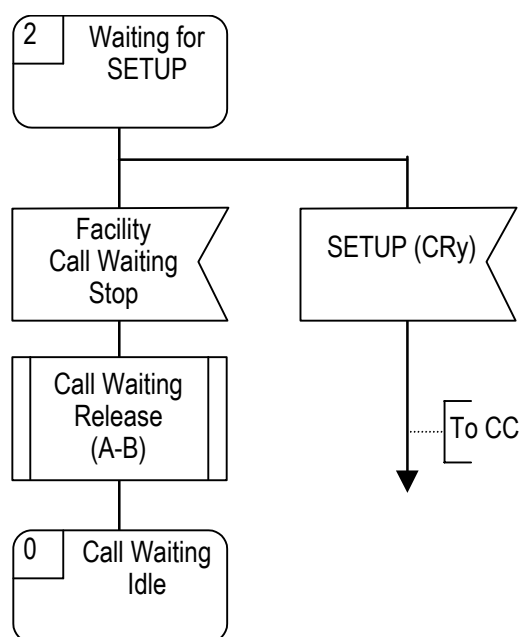 2
Waiting for
SETUP
Facility
Call Waiting
Stop
SETUP (CRy)
Call Waiting
Release
(A-B)
To CC
0
Call Waiting
Idle